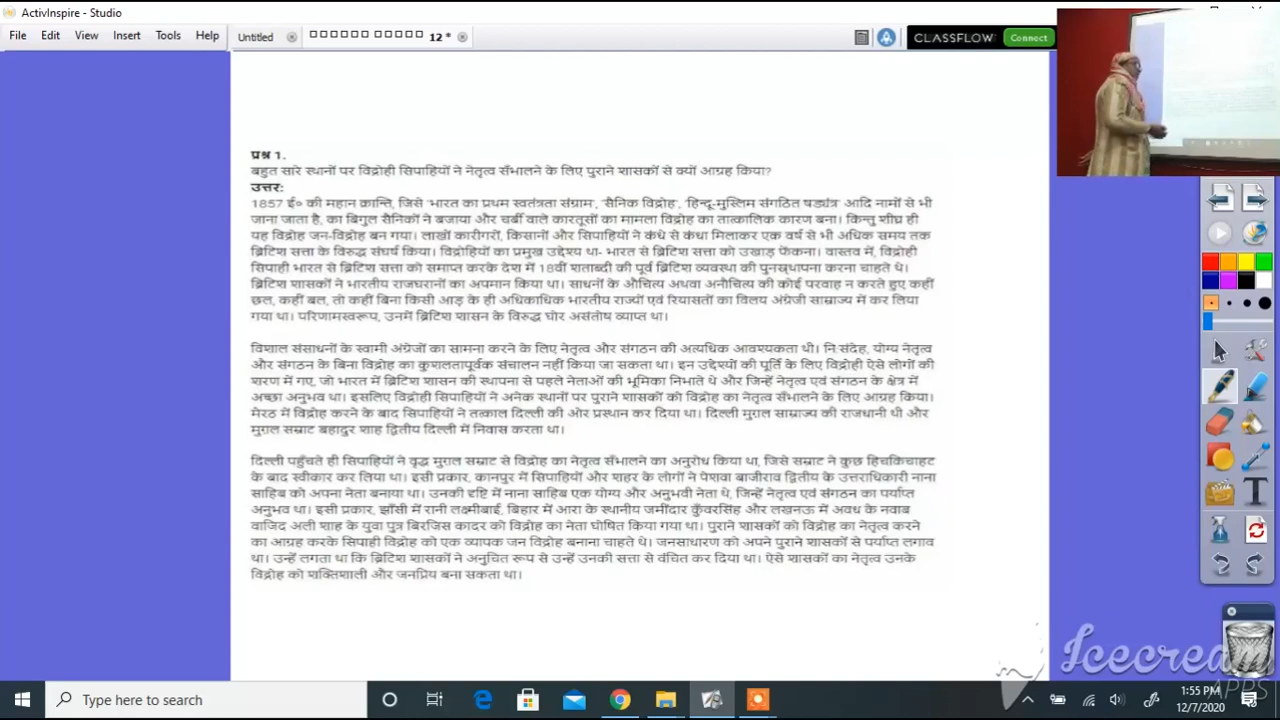 ActivInspire - Studio
File Edit View Insert Tools Help
Untitled
12 *
CLASSFLOW Connect
प्रश्न 1.
बहुत सारे स्थानों पर विद्रोही सिपाहियों ने नेतृत्व सँभालने के लिए पुराने शासकों से क्यों आग्रह किया?
उत्तर:
1857 ई० की महान क्रान्ति, जिसे 'भारत का प्रथम स्वतंत्रता संग्राम', 'सैनिक विद्रोह', 'हिन्दू-मुस्लिम संगठित षड्यंत्र' आदि नामों से भी
जाना जाता है, का बिगुल सैनिकों ने बजाया और चर्बी वाले कारतूसों का मामला विद्रोह का तात्कालिक कारण बना। किन्तु शीघ्र ही
यह विद्रोह जन-विद्रोह बन गया। लाखों कारीगरों, किसानों और सिपाहियों ने कंधे से कंधा मिलाकर एक वर्ष से भी अधिक समय तक
ब्रिटिश सत्ता के विरुद्ध संघर्ष किया। विद्रोहियों का प्रमुख उद्देश्य था- भारत से ब्रिटिश सत्ता को उखाड़ फेंकना। वास्तव में, विद्रोही
सिपाही भारत से ब्रिटिश सत्ता को समाप्त करके देश में 18वीं शताब्दी की पूर्व ब्रिटिश व्यवस्था की पुनस्र्थापना करना चाहते थे।
ब्रिटिश शासकों ने भारतीय राजघरानों का अपमान किया था। साधनों के औचित्य अथवा अनौचित्य की कोई परवाह न करते हुए कहीं
छल, कहीं बल, तो कहीं बिना किसी आड़ के ही अधिकाधिक भारतीय राज्यों एवं रियासतों का विलय अंग्रेजी साम्राज्य में कर लिया
गया था। परिणामस्वरूप, उनमें ब्रिटिश शासन के विरुद्ध घोर असंतोष व्याप्त था।
विशाल संसाधनों के स्वामी अंग्रेजों का सामना करने के लिए नेतृत्व और संगठन की अत्यधिक आवश्यकता थी। नि:संदेह, योग्य नेतृत्व
और संगठन के बिना विद्रोह का कुशलतापूर्वक संचालन नहीं किया जा सकता था। इन उद्देश्यों की पूर्ति के लिए विद्रोही ऐसे लोगों की
शरण में गए, जो भारत में ब्रिटिश शासन की स्थापना से पहले नेताओं की भूमिका निभाते थे और जिन्हें नेतृत्व एवं संगठन के क्षेत्र में
अच्छा अनुभव था। इसलिए विद्रोही सिपाहियों ने अनेक स्थानों पर पुराने शासकों को विद्रोह का नेतृत्व सँभालने के लिए आग्रह किया।
मेरठ में विद्रोह करने के बाद सिपाहियों ने तत्काल दिल्ली की ओर प्रस्थान कर दिया था। दिल्ली मुग़ल साम्राज्य की राजधानी थी और
मुग़ल सम्राट बहादुर शाह द्वितीय दिल्ली में निवास करता था।
दिल्ली पहुँचते ही सिपाहियों ने वृद्ध मुग़ल सम्राट से विद्रोह का नेतृत्व सँभालने का अनुरोध किया था, जिसे सम्राट ने कुछ हिचकिचाहट
के बाद स्वीकार कर लिया था। इसी प्रकार, कानपुर में सिपाहियों और शहर के लोगों ने पेशवा बाजीराव द्वितीय के उत्तराधिकारी नाना
साहिब को अपना नेता बनाया था। उनकी दृष्टि में नाना साहिब एक योग्य और अनुभवी नेता थे, जिन्हें नेतृत्व एवं संगठन का पर्याप्त
अनुभव था। इसी प्रकार, झाँसी में रानी लक्ष्मीबाई, बिहार में आरा के स्थानीय जमींदार कुँवरसिंह और लखनऊ में अवध के नवाब
वाजिद अली शाह के युवा पुत्र बिरजिस कादर को विद्रोह का नेता घोषित किया गया था। पुराने शासकों को विद्रोह का नेतृत्व करने
का आग्रह करके सिपाही विद्रोह को एक व्यापक जन विद्रोह बनाना चाहते थे। जनसाधारण को अपने पुराने शासकों से पर्याप्त लगाव
था। उन्हें लगता था कि ब्रिटिश शासकों ने अनुचित रूप से उन्हें उनकी सत्ता से वंचित कर दिया था। ऐसे शासकों का नेतृत्व उनके
विद्रोह को शक्तिशाली और जनप्रिय बना सकता था।
Icecream
APPS
Type here to search
1:55 PM
12/7/2020